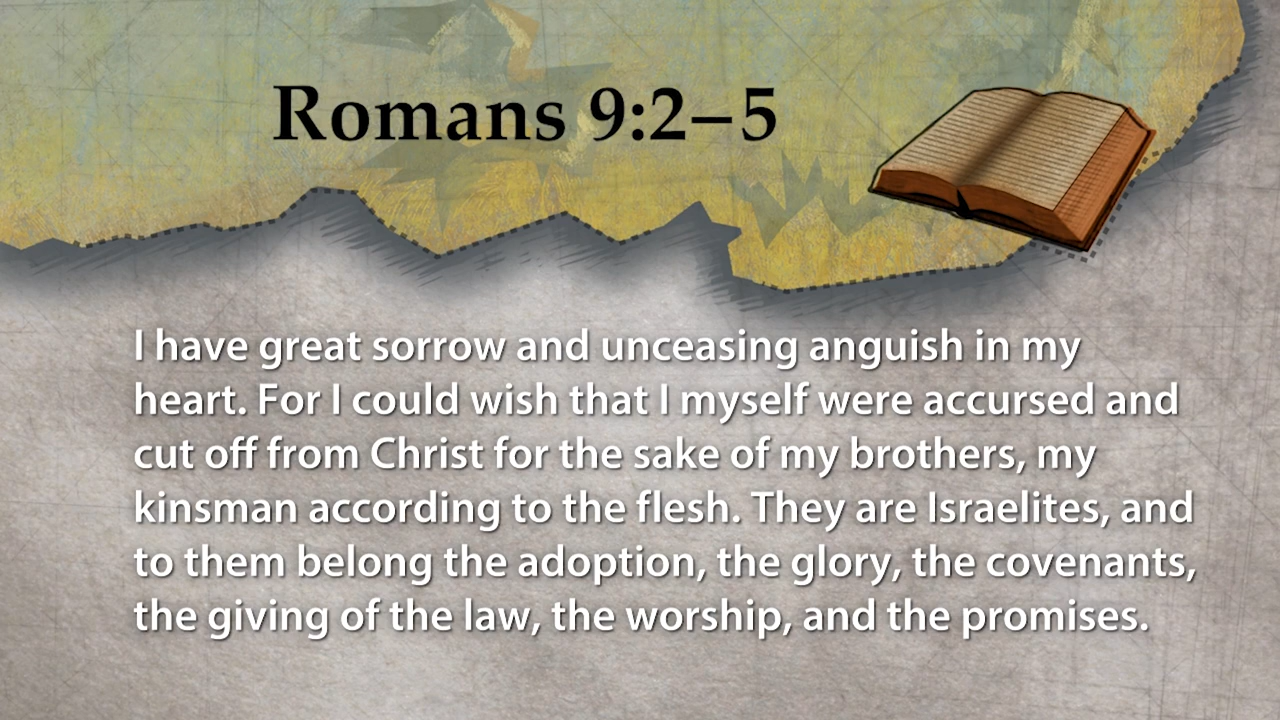 Romans 9:2–5
I have great sorrow and unceasing anguish in my
heart. For I could wish that I myself were accursed and
cut off from Christ for the sake of my brothers, my
kinsman according to the flesh. They are Israelites, and
to them belong the adoption, the glory, the covenants,
the giving of the law, the worship, and the promises.